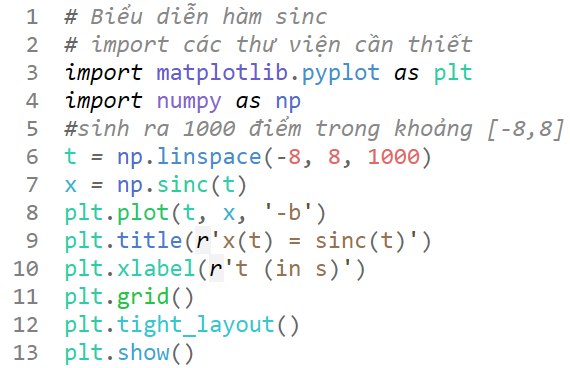 1 # Biểu diễn hàm sinc
2 # import các thư viện cần thiết
3 import matplotlib.pyplot as plt
4 import numpy as np
5 #sinh ra 1000 điểm trong khoảng [-8,8]
6 t = np.linspace(-8, 8, 1000)
7 x = np.sinc(t)
8 plt.plot(t, x, '-b')
9 plt.title(r'x(t) = sinc(t)')
10 plt.xlabel(r't (in s)')
11 plt.grid()
12 plt.tight_layout()
13 plt.show()